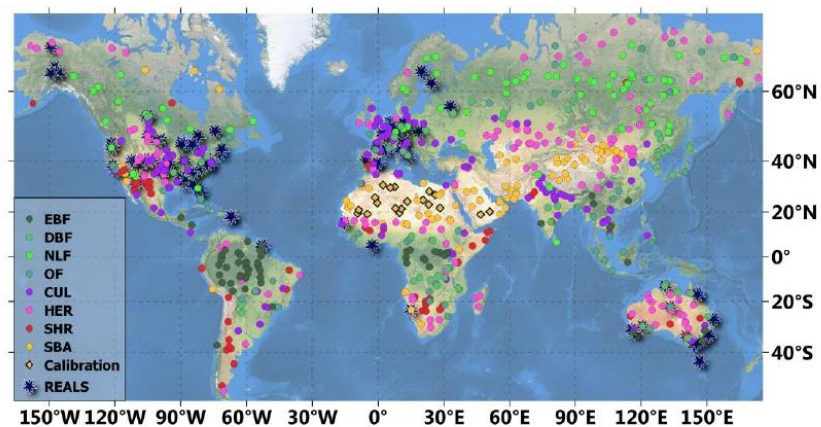 60°N
40°N
20°N
0°
20°S
40°S
EBF
DBF
NLF
OF
CUL
HER
SHR
SBA
Calibration
REALS
150°W 120°W 90°W 60°W 30°W 0° 30°E 60°E 90°E 120°E 150°E